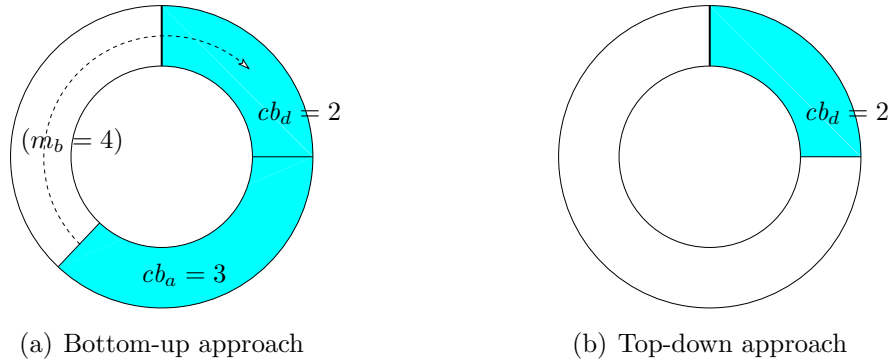 cb_d = 2
(m_b = 4)
cb_a = 3
(a) Bottom-up approach
cb_d = 2
(b) Top-down approach